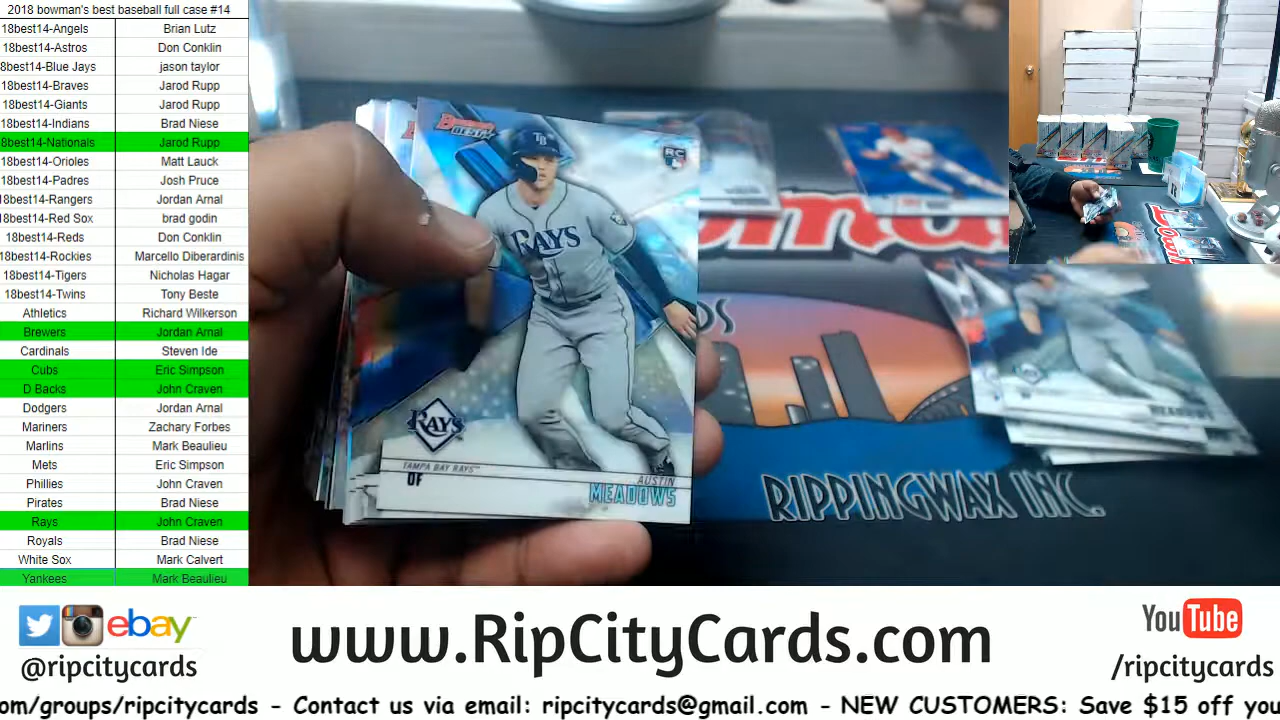 2018 bowman's best baseball full case #14
18best14-Angels Brian Lutz
18best14-Astros Don Conklin
8best14-Blue Jays jason taylor
18best14-Braves Jarod Rupp
18best14-Giants Jarod Rupp
18best14-Indians Brad Niese
8best14-Nationals Jarod Rupp
18best14-Orioles Matt Lauck
18best14-Padres Josh Pruce
18best14-Rangers Jordan Arnal
8best14-Red Sox brad godin
18best14-Reds Don Conklin
18best14-Rockies Marcello Diberardinis
18best14-Tigers Nicholas Hagar
18best14-Twins Tony Beste
Athletics Richard Wilkerson
Brewers Jordan Arnal
Cardinals Steven Ide
Cubs Eric Simpson
D Backs John Craven
Dodgers Jordan Arnal
Mariners Zachary Forbes
Marlins Mark Beaulieu
Mets Eric Simpson
Phillies John Craven
Pirates Brad Niese
Rays John Craven
Royals Brad Niese
White Sox Mark Calvert
Yankees Mark Beaulieu
Bowman's BEST
TB
RC
RAYS
RAYS
TAMPA BAY RAYS™
OF
AUSTIN
MEADOWS
MEADOWS
RIPPINGWAX INC.
ebay
@ripcitycards
www.RipCityCards.com
YouTube
/ripcitycards
om/groups/ripcitycards - Contact us via email: ripcitycards@gmail.com - NEW CUSTOMERS: Save $15 off you